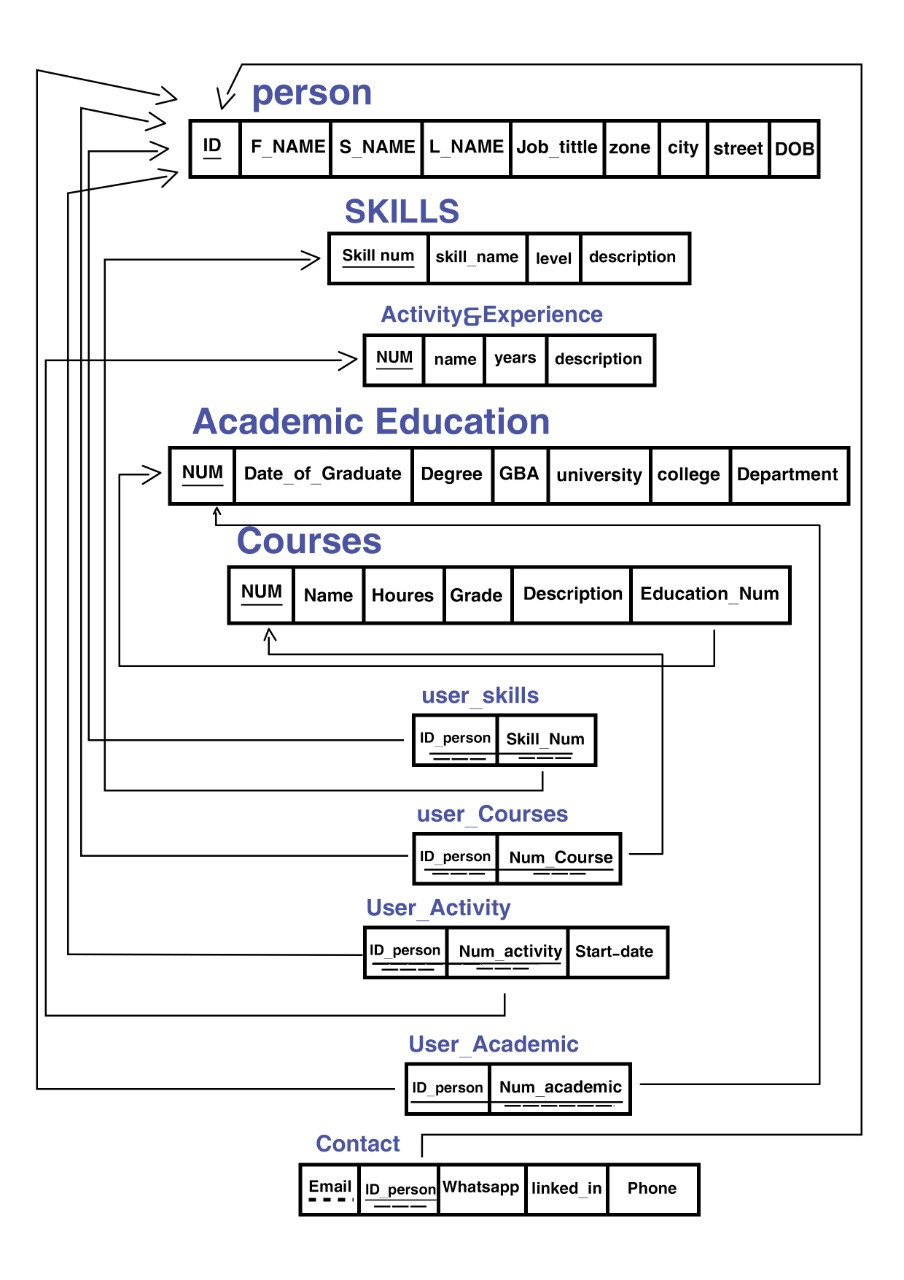 person
ID F_NAME S_NAME L_NAME Job_tittle zone city street DOB
SKILLS
Skill num skill_name level description
Activity&Experience
NUM name years description
Academic Education
NUM Date_of_Graduate Degree GBA university college Department
Courses
NUM Name Houres Grade Description Education_Num
user_skills
ID_person Skill_Num
user_Courses
ID_person Num_Course
User_Activity
ID_person Num_activity Start-date
User_Academic
ID_person Num_academic
Contact
Email ID_person Whatsapp linked_in Phone